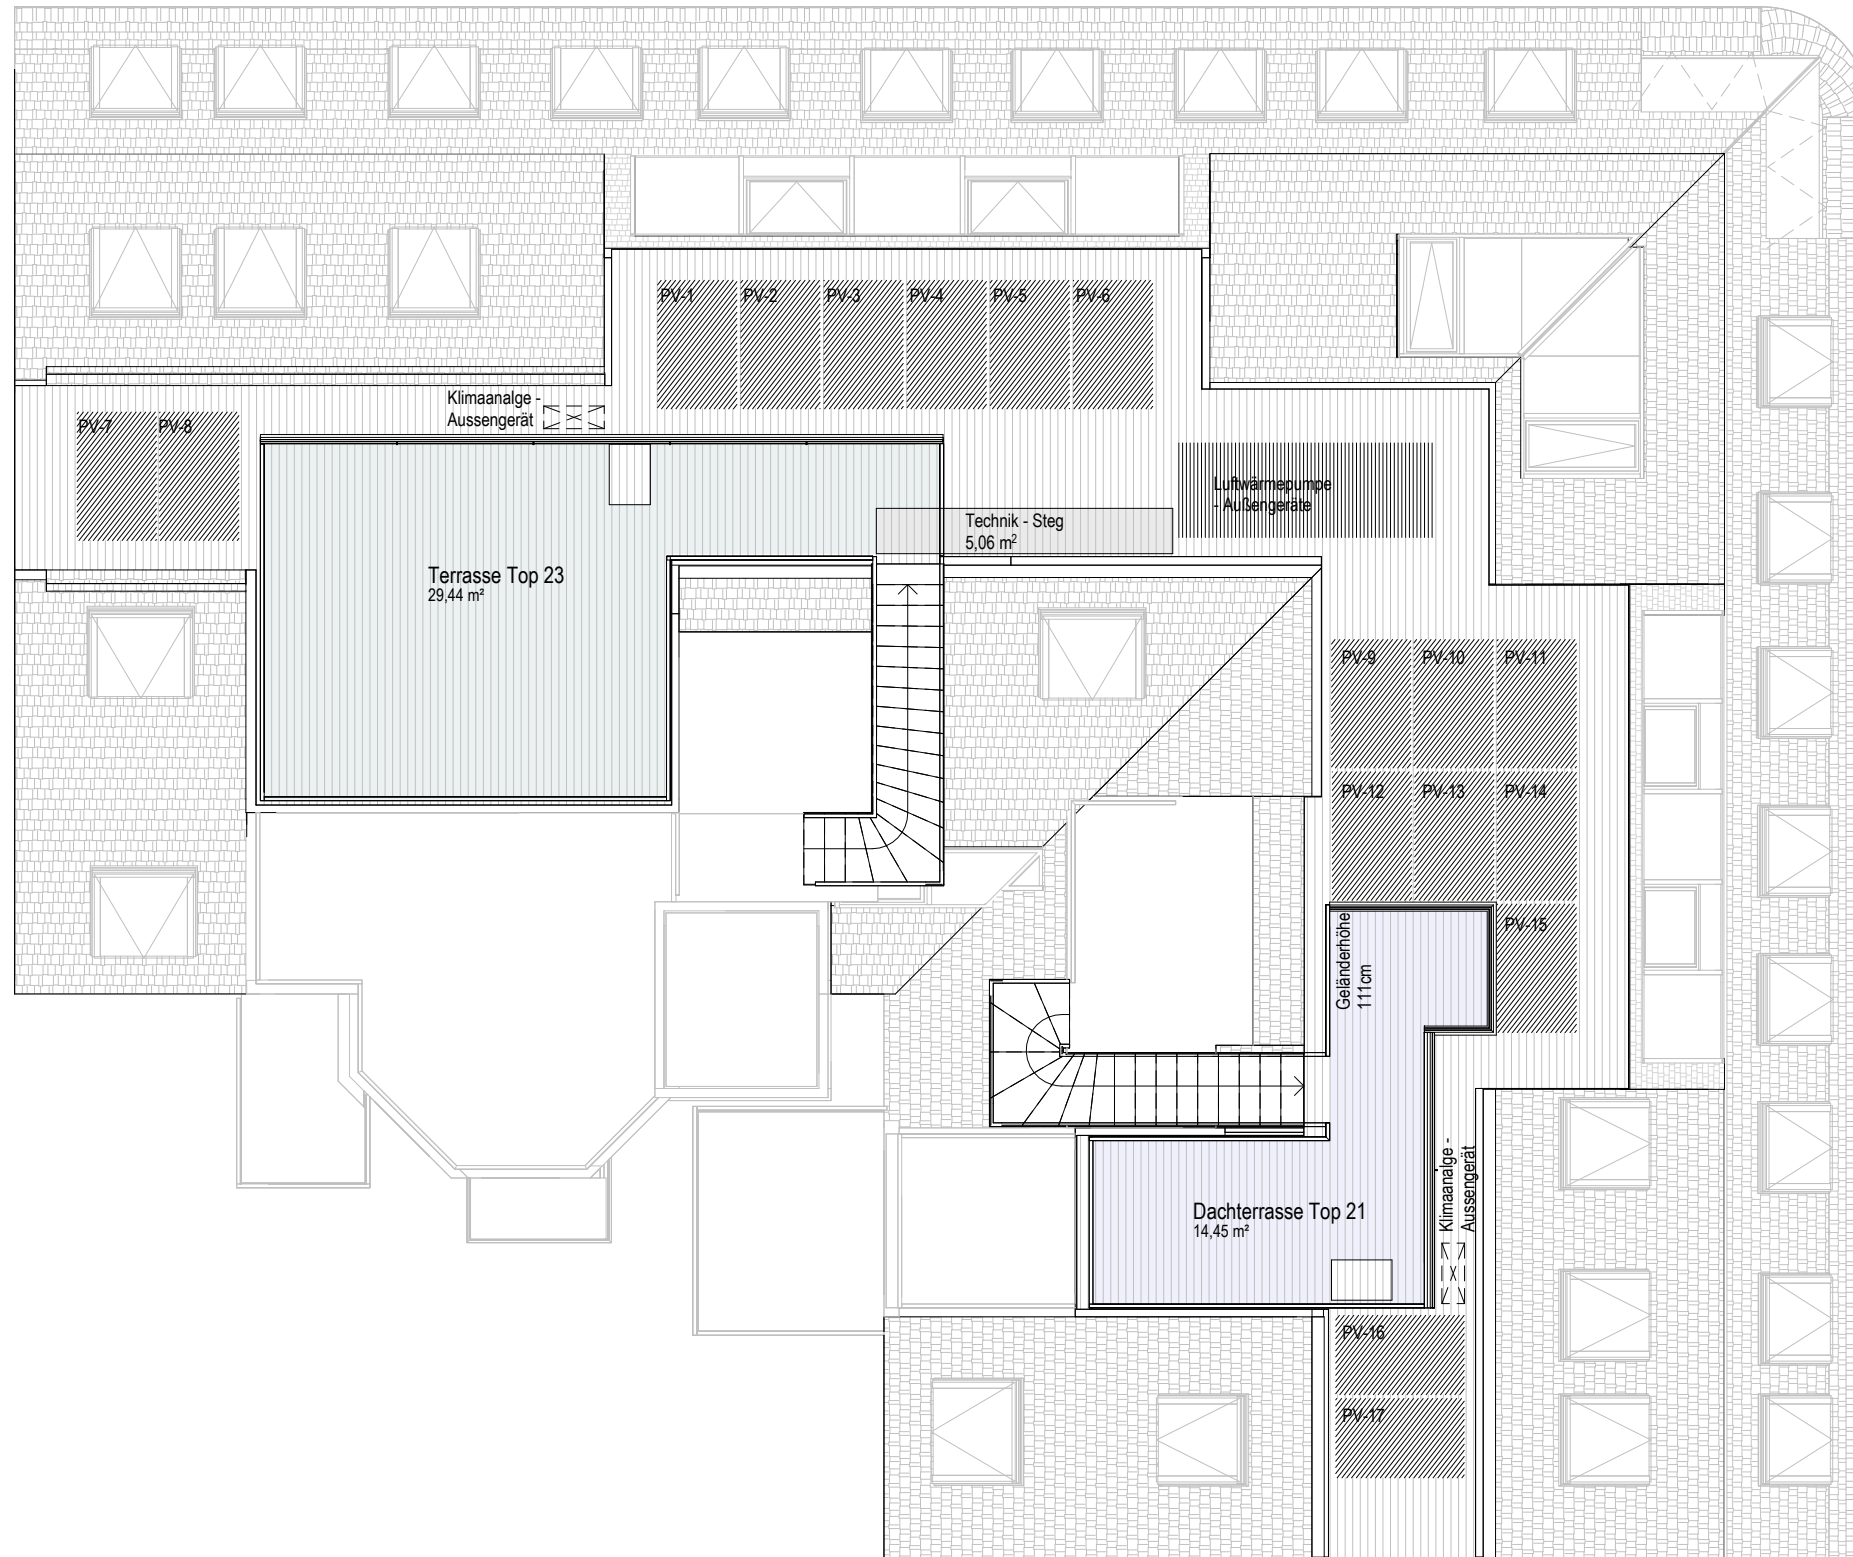 PV-1
PV-2
PV-3
PV-4
PV-5
PV-6
Klimaanalge -
Aussengerät
PV-7
PV-8
Luftwärmepumpe
- Außengeräte
Technik - Steg
5,06 m²
Terrasse Top 23
29,44 m²
PV-9
PV-10
PV-11
PV-12
PV-13
PV-14
PV-15
Geländerhöhe
111cm
Klimaanalge -
Aussengerät
Dachterrasse Top 21
14,45 m²
PV-16
PV-17